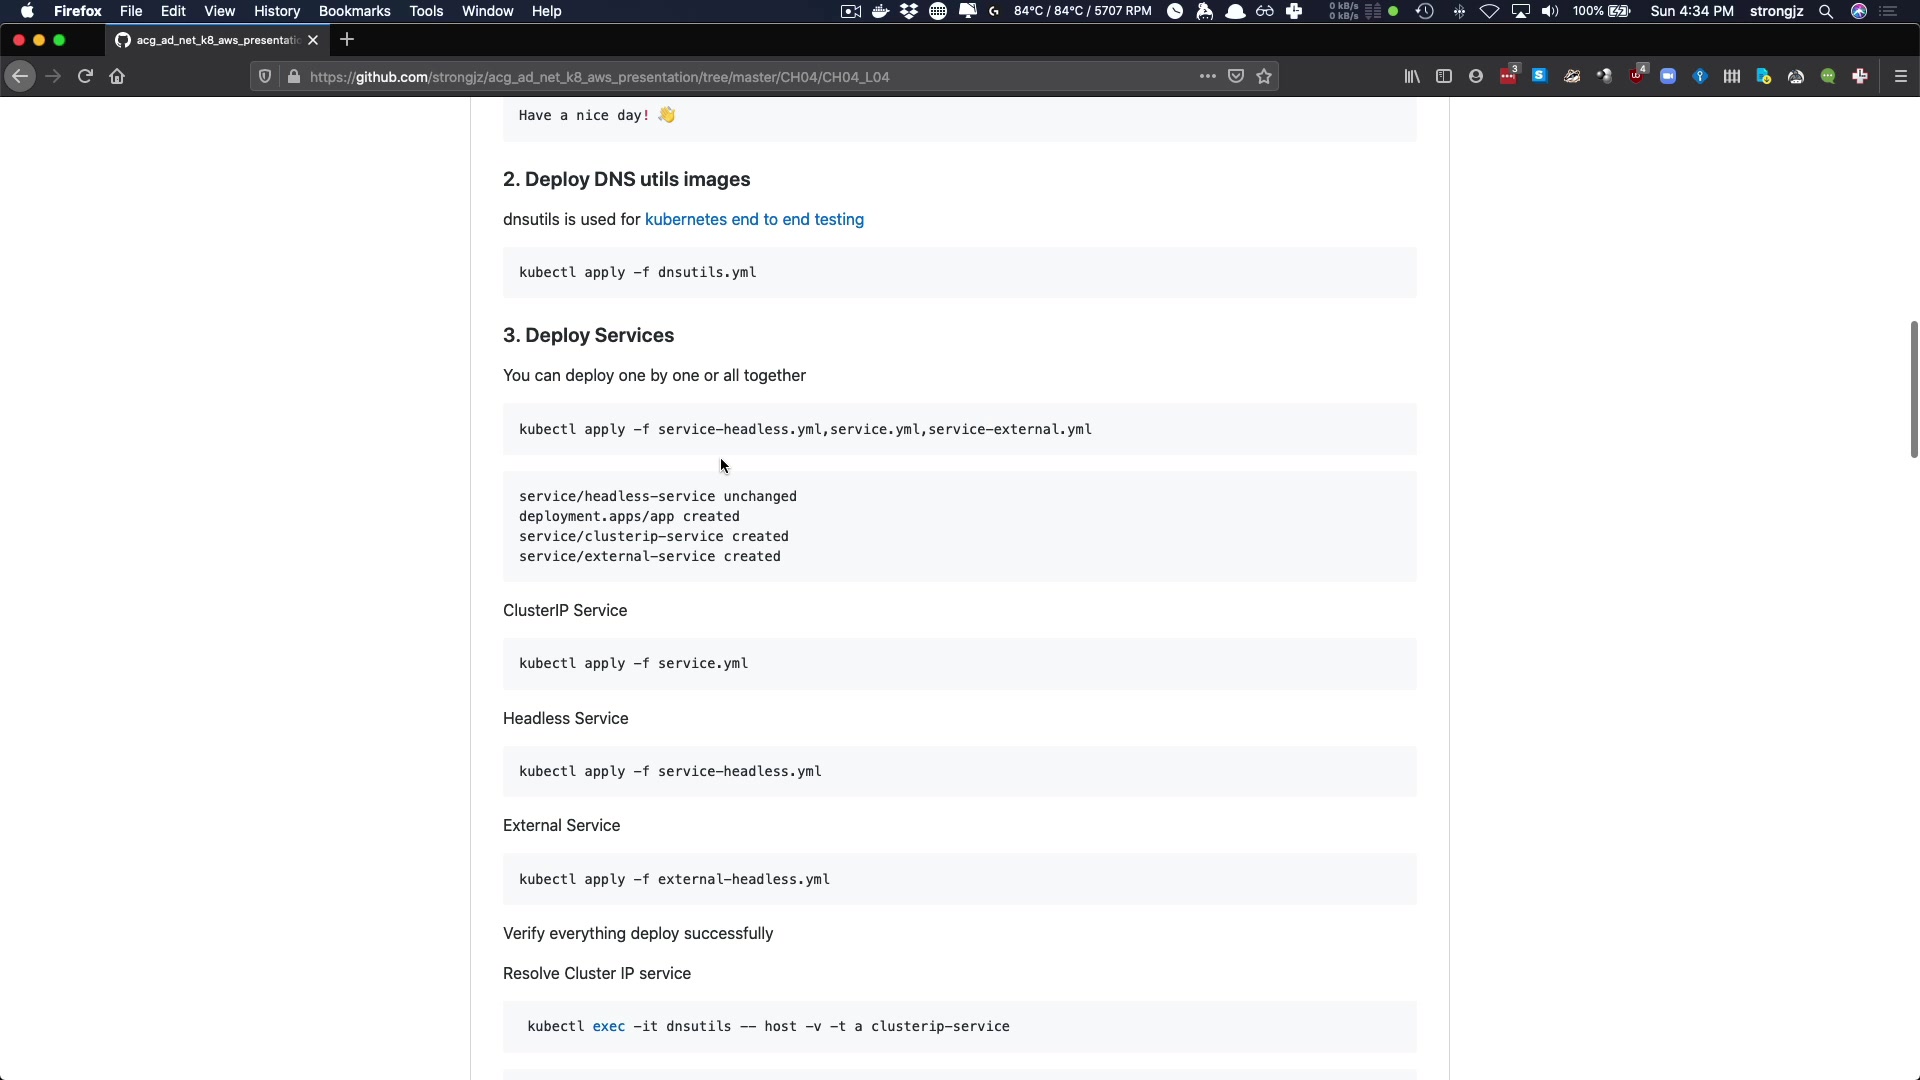 Firefox File Edit View History Bookmarks Tools Window Help
84°C / 84°C / 5707 RPM
0 kB/s
0 kB/s
100%
Sun 4:34 PM strongjz
acg_ad_net_k8_aws_presentati
https://github.com/strongjz/acg_ad_net_k8_aws_presentation/tree/master/CH04/CH04_L04
3
4
Have a nice day! 👋
2. Deploy DNS utils images
dnsutils is used for kubernetes end to end testing
kubectl apply -f dnsutils.yml
3. Deploy Services
You can deploy one by one or all together
kubectl apply -f service-headless.yml,service.yml,service-external.yml
service/headless-service unchanged
deployment.apps/app created
service/clusterip-service created
service/external-service created
ClusterIP Service
kubectl apply -f service.yml
Headless Service
kubectl apply -f service-headless.yml
External Service
kubectl apply -f external-headless.yml
Verify everything deploy successfully
Resolve Cluster IP service
kubectl exec -it dnsutils -- host -v -t a clusterip-service